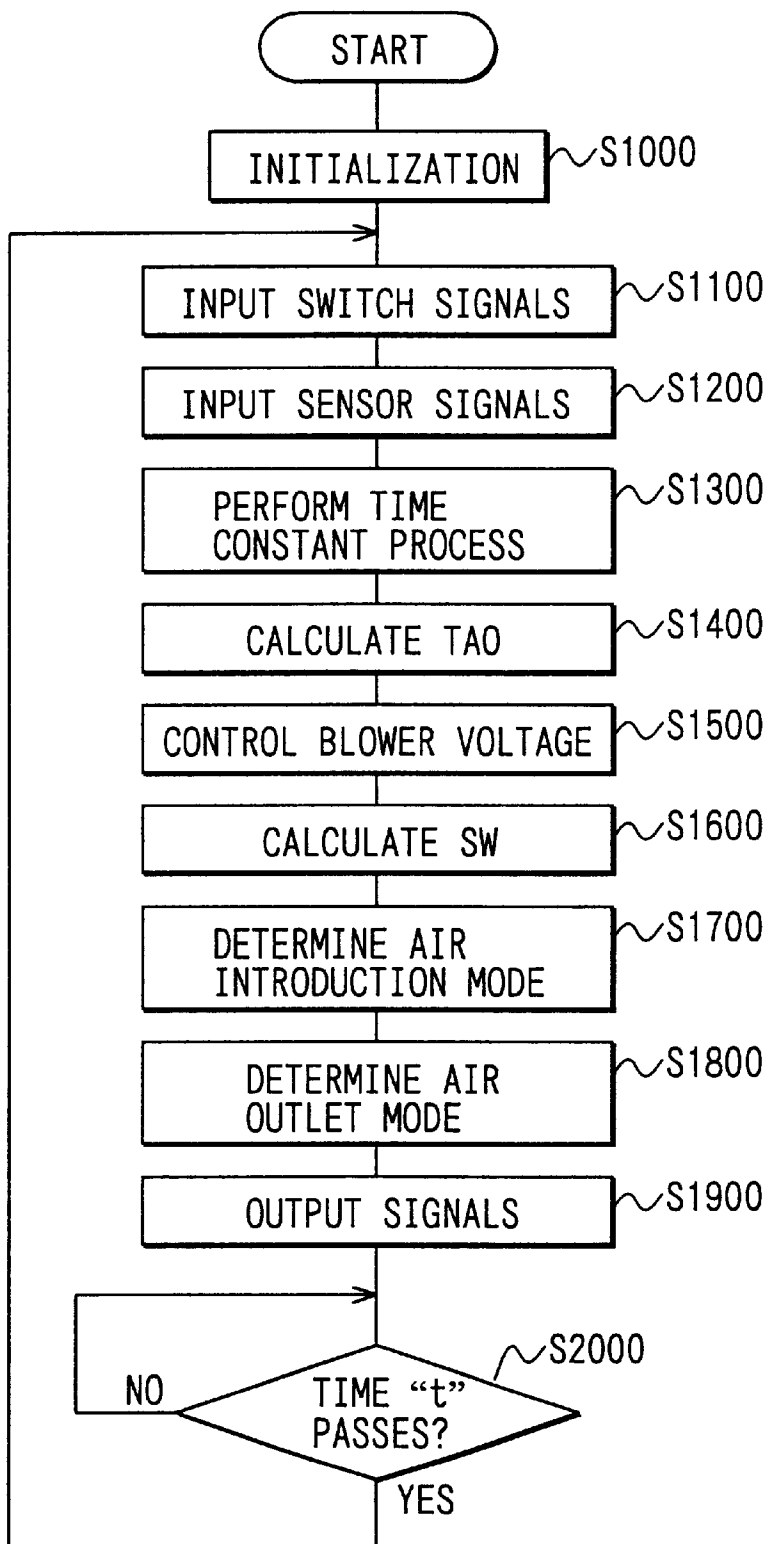 START
INITIALIZATION
S1000
INPUT SWITCH SIGNALS
S1100
INPUT SENSOR SIGNALS
S1200
PERFORM TIME
CONSTANT PROCESS
S1300
CALCULATE TAO
S1400
CONTROL BLOWER VOLTAGE
S1500
CALCULATE SW
S1600
DETERMINE AIR
INTRODUCTION MODE
S1700
DETERMINE AIR
OUTLET MODE
S1800
OUTPUT SIGNALS
S1900
S2000
NO
TIME “t”
PASSES?
YES